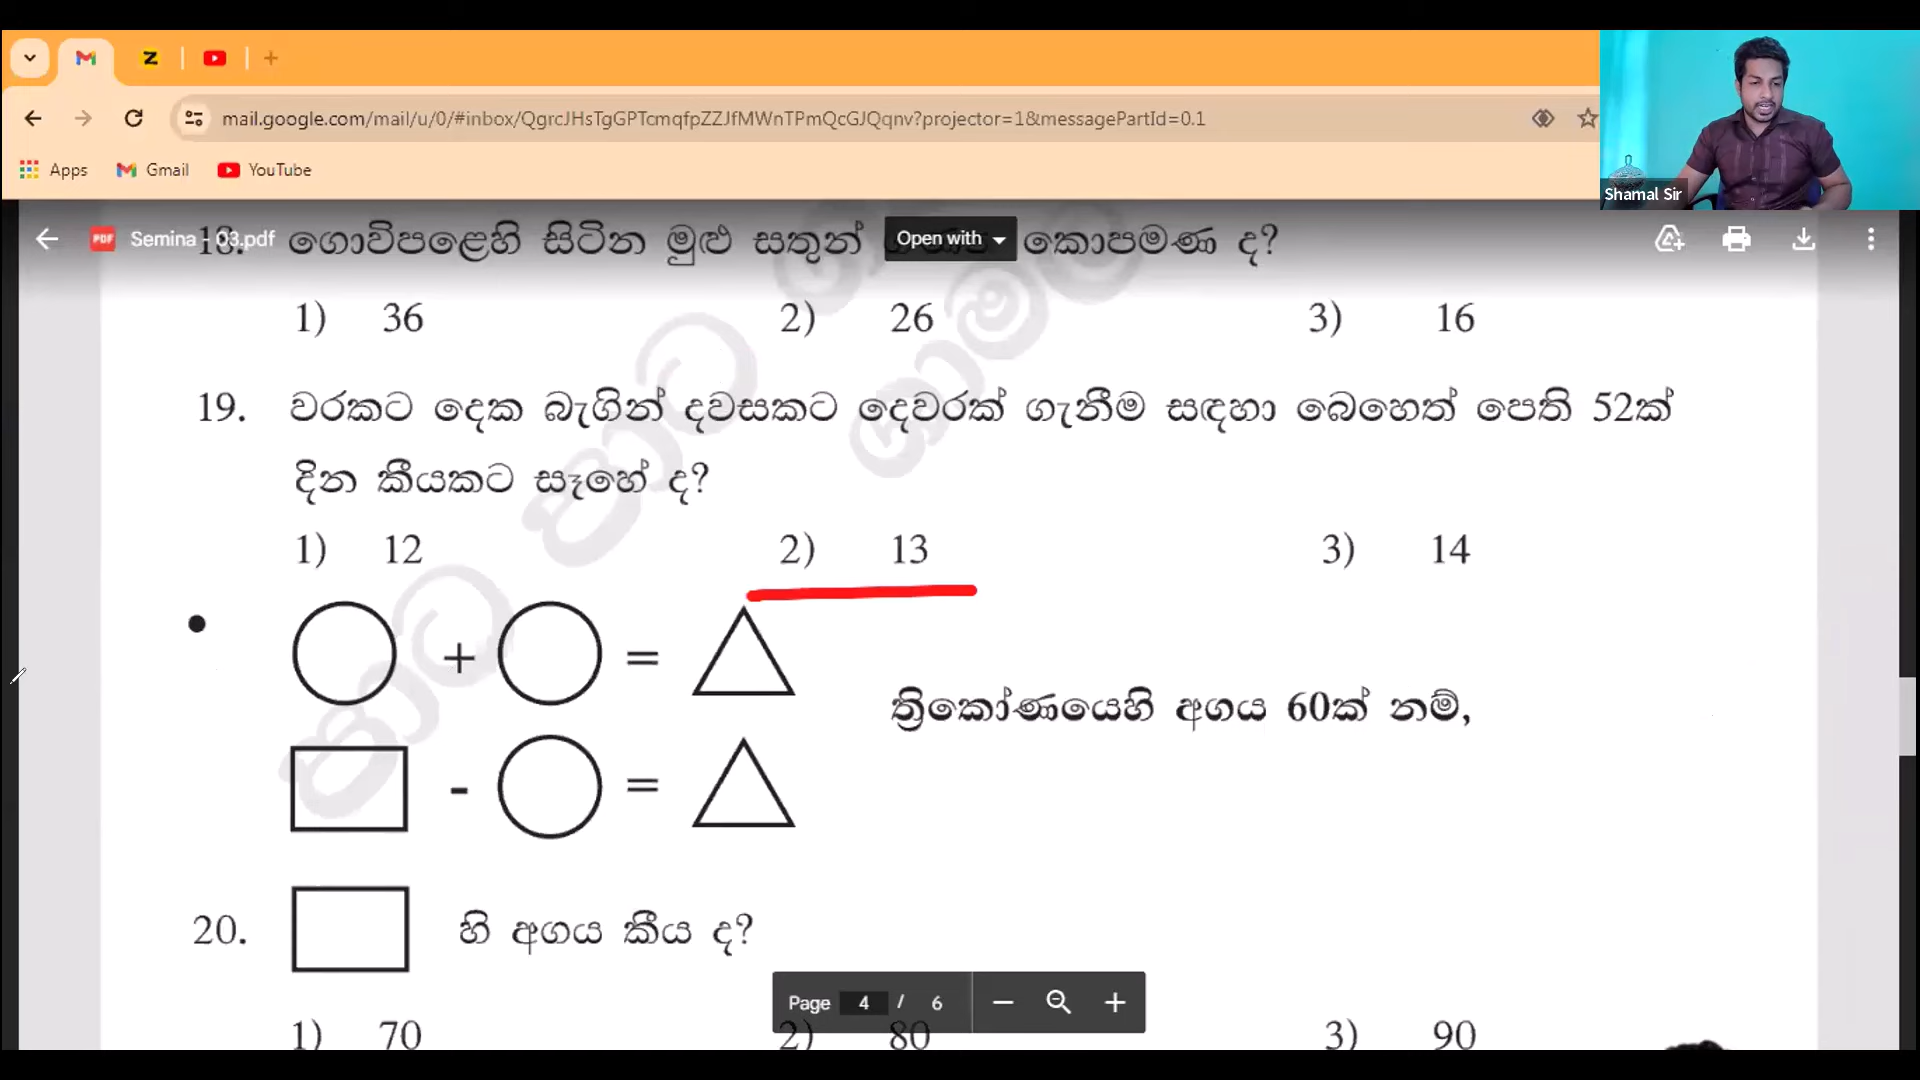 mail.google.com/mail/u/0/#inbox/QgrcJHsTgGPTcmqfpZZJfMWnTPmQcGJQqnv?projector=1&messagePartId=0.1
Apps Gmail YouTube
Shamal Sir
PDF Semina - 03.pdf
Open with
18. ගොවිපළෙහි සිටින මුළු සතුන් කොපමණ ද?
1) 36 2) 26 3) 16
19. වරකට දෙක බැගින් දවසකට දෙවරක් ගැනීම සඳහා බෙහෙත් පෙති 52ක්
දින කීයකට සෑහේ ද?
1) 12 2) 13 3) 14
+ =
ත්‍රිකෝණයෙහි අගය 60ක් නම්,
- =
20. හි අගය කීය ද?
Page 4 / 6
1) 70 2) 80 3) 90
පාට